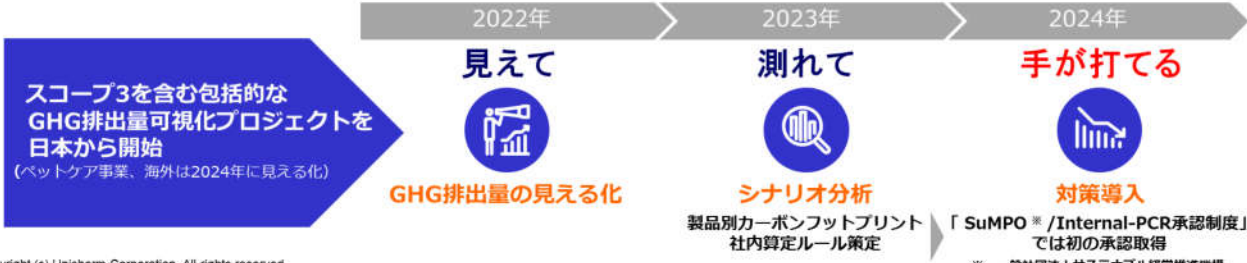 2022年
2023年
2024年
スコープ3を含む包括的な
GHG排出量可視化プロジェクトを
日本から開始
(ペットケア事業、海外は2024年に見える化)
見えて
測れて
手が打てる
GHG排出量の見える化
シナリオ分析
対策導入
製品別カーボンフットプリント
社内算定ルール策定
「 SuMPO ※ /Internal-PCR承認制度」
では初の承認取得